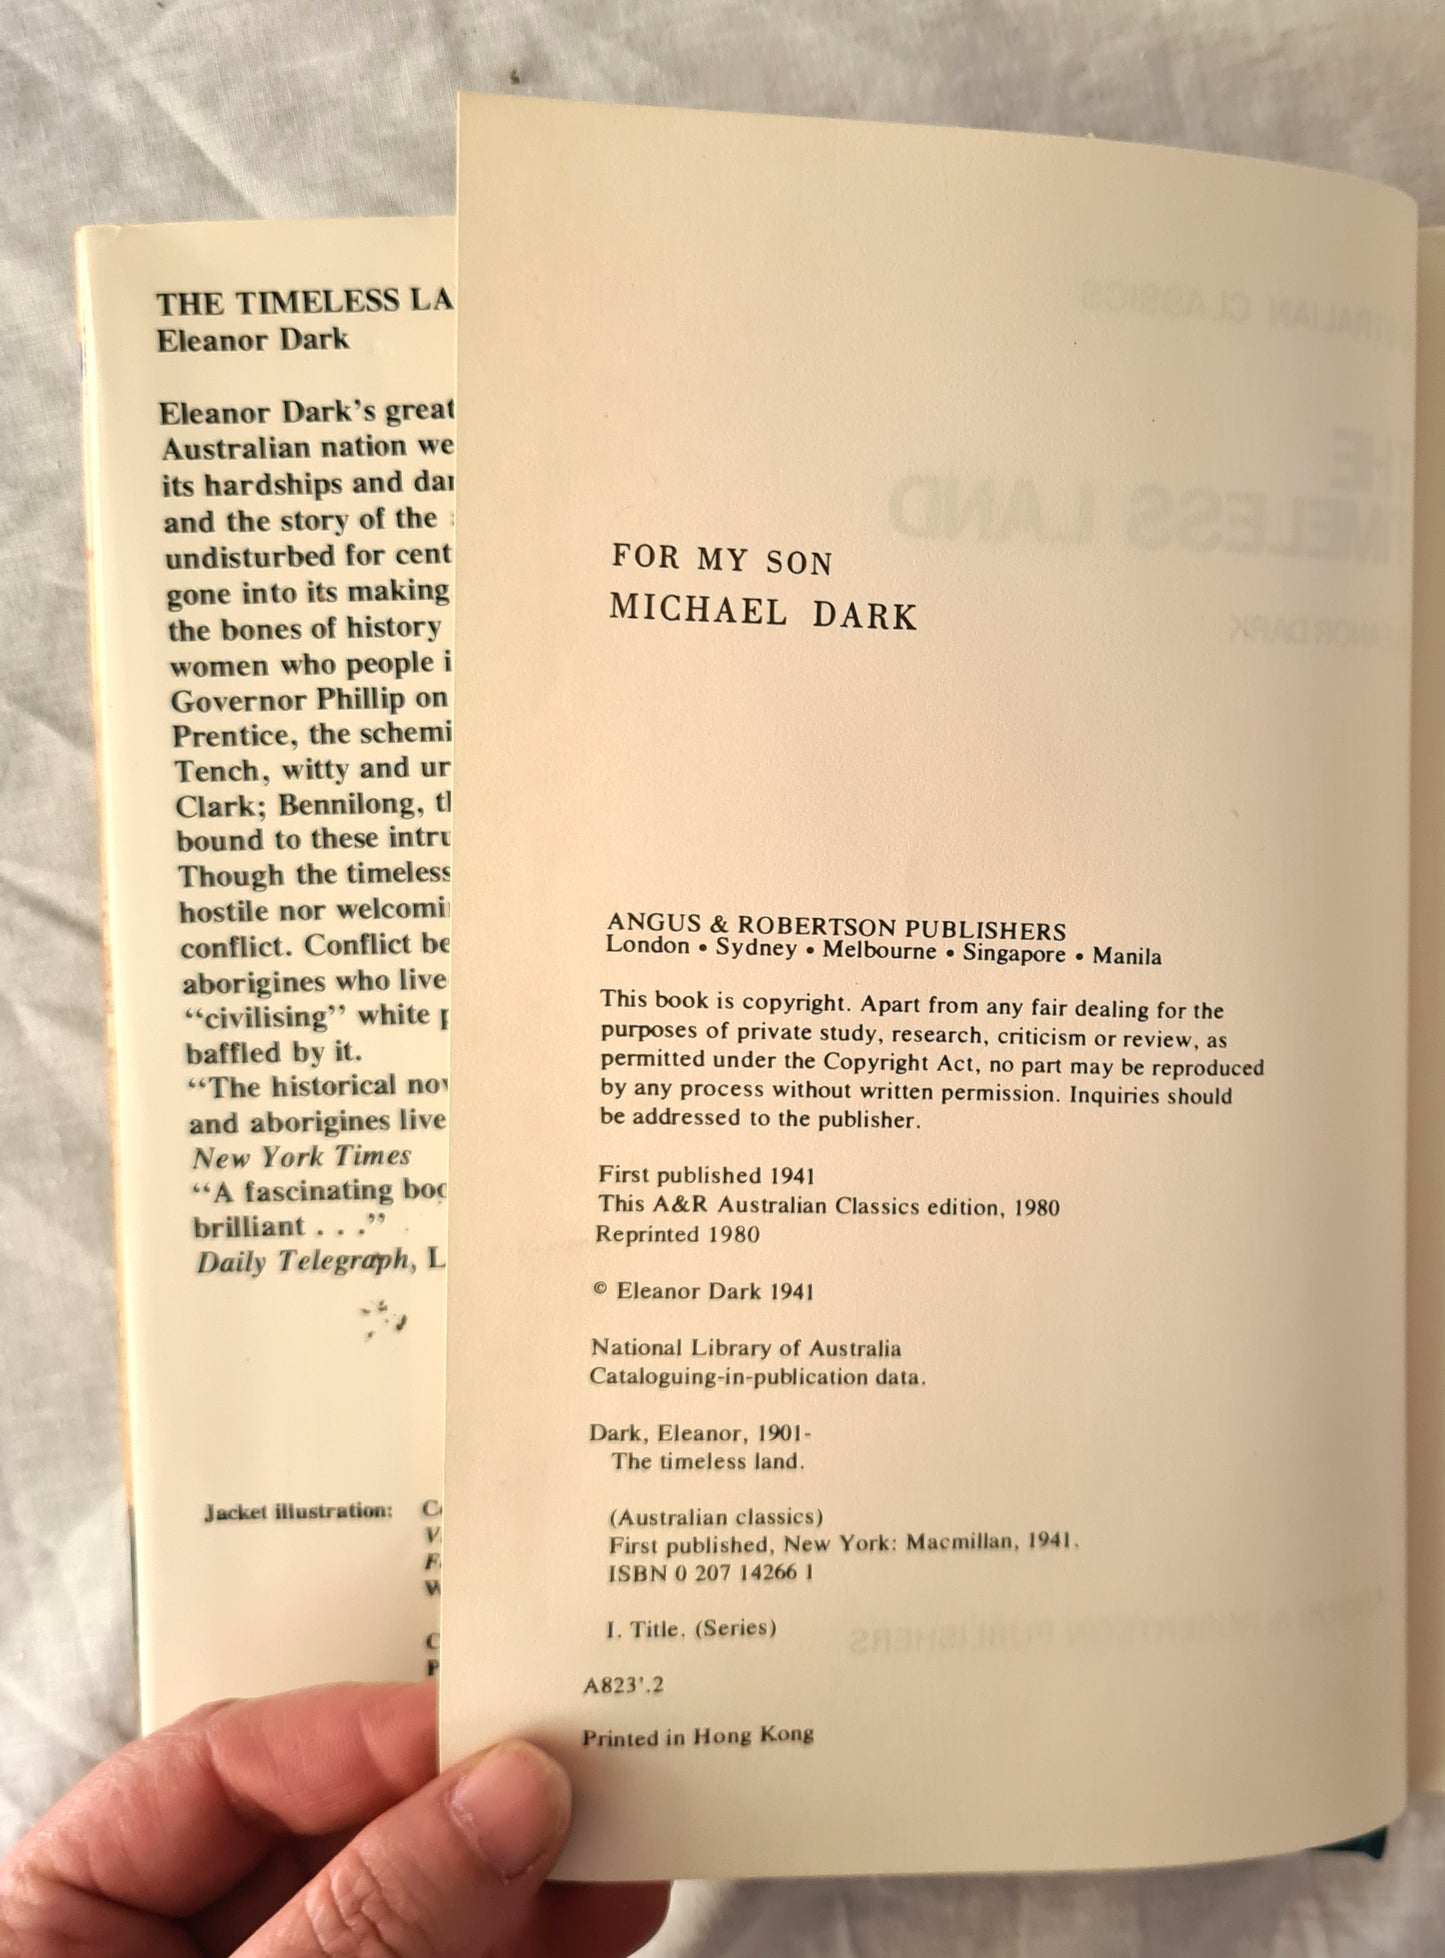 THE TIMELESS LA
Eleanor Dark
Eleanor Dark's great
Australian nation we
its hardships and
and the story of the
undisturbed for cent
gone into its making
the bones of history
women who people i
Governor Phillip on
Prentice, the schemi
Tench, witty and ur
Clark; Bennilong,
bound to these
Though the timeless
hostile nor welcomi
conflict. Conflict be
aborigines who live
“civilising” white
baffled by it.
“The historical
and aborigines live
New York Times
“A fascinating
brilliant . . .”
Daily Telegraph, L
Jacket illustration:
FOR MY SON
MICHAEL DARK
ANGUS & ROBERTSON PUBLISHERS
London • Sydney • Melbourne • Singapore • Manila
This book is copyright. Apart from any fair dealing for the
purposes of private study, research, criticism or review, as
permitted under the Copyright Act, no part may be reproduced
by any process without written permission. Inquiries should
be addressed to the publisher.
First published 1941
This A&R Australian Classics edition, 1980
Reprinted 1980
© Eleanor Dark 1941
National Library of Australia
Cataloguing-in-publication data.
Dark, Eleanor, 1901-
The timeless land.
(Australian classics)
First published, New York: Macmillan, 1941.
ISBN 0 207 14266 1
I. Title. (Series)
A823'.2
Printed in Hong Kong